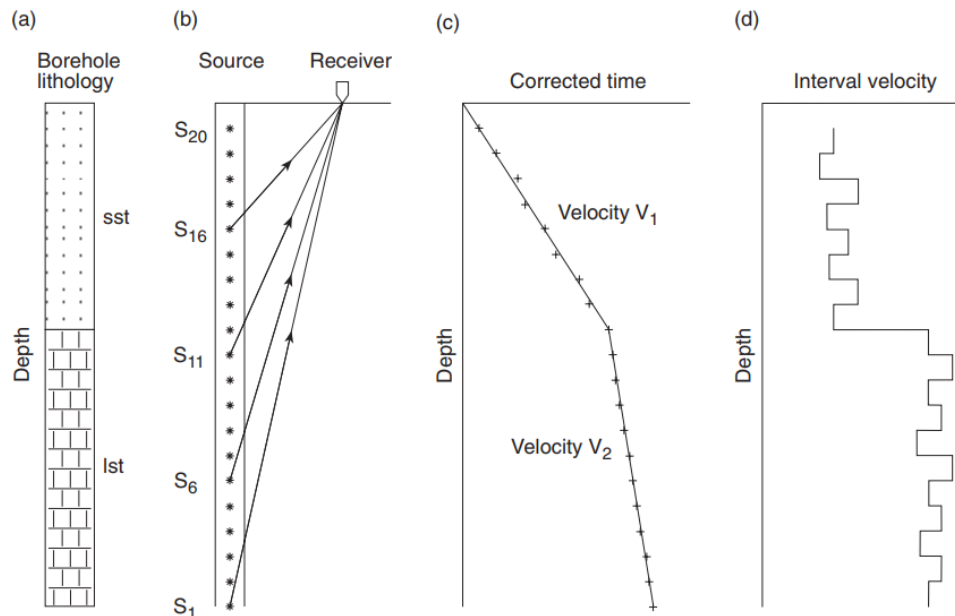 (a)
Borehole
lithology
Depth
sst
lst
(b)
Source
Receiver
S20
S16
S11
S6
S1
(c)
Corrected time
Depth
Velocity V1
Velocity V2
(d)
Interval velocity
Depth